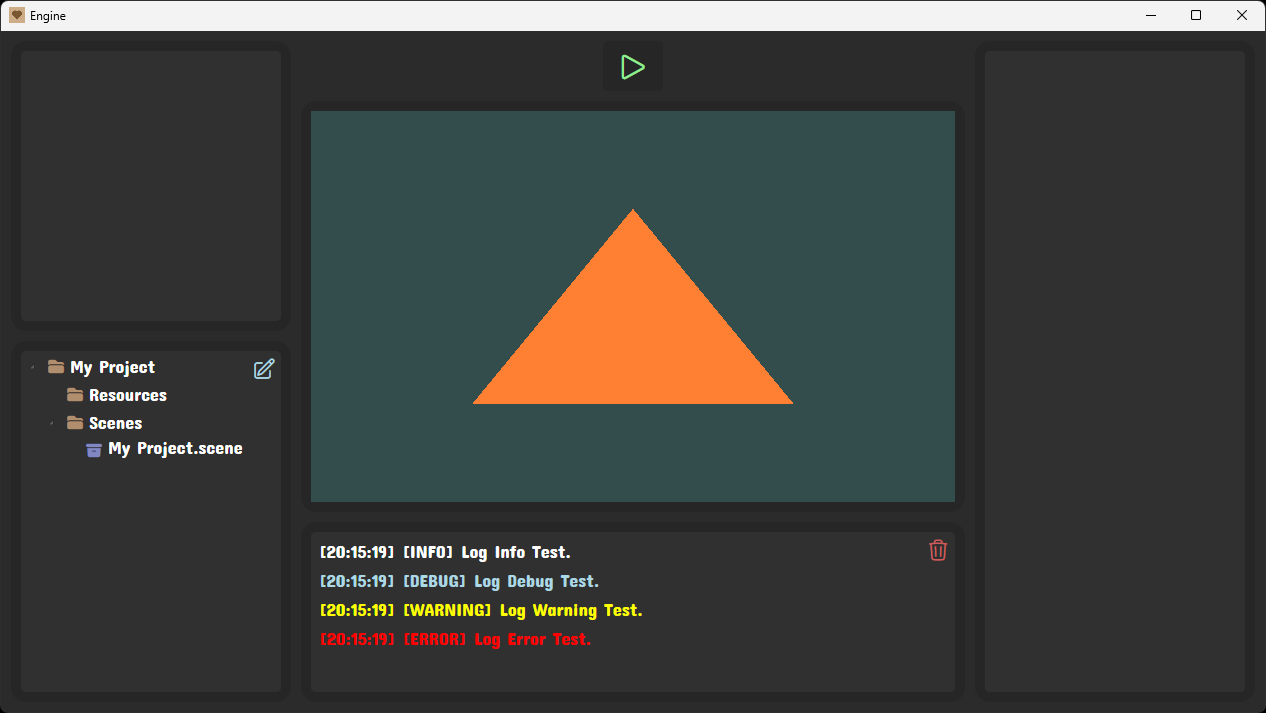 Engine
My Project
Resources
Scenes
My Project.scene
[20:15:19] [INFO] Log Info Test.
[20:15:19] [DEBUG] Log Debug Test.
[20:15:19] [WARNING] Log Warning Test.
[20:15:19] [ERROR] Log Error Test.